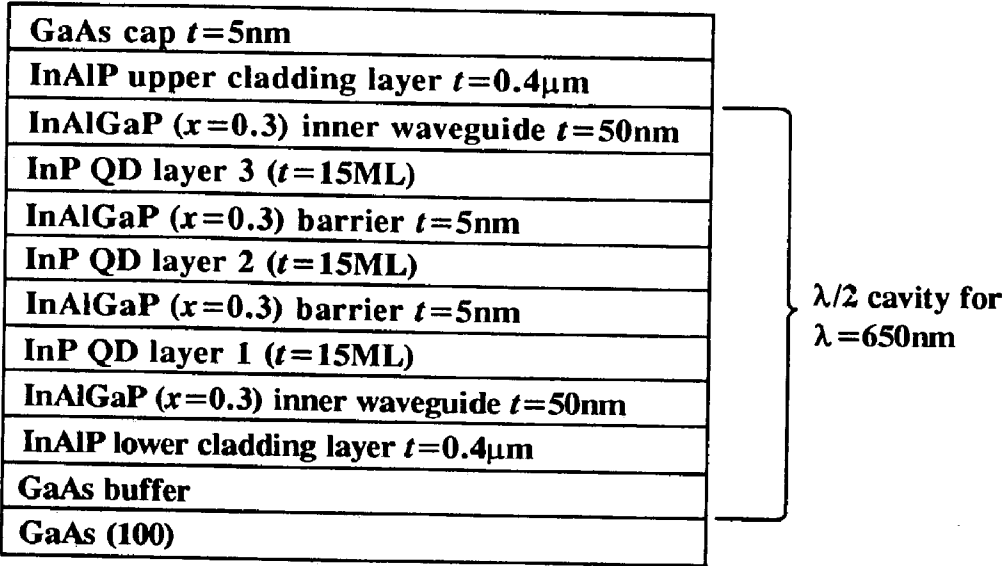 GaAs cap t=5nm
InAlP upper cladding layer t=0.4μm
InAlGaP (x=0.3) inner waveguide t=50nm
InP QD layer 3 (t=15ML)
InAlGaP (x=0.3) barrier t=5nm
InP QD layer 2 (t=15ML)
InAlGaP (x=0.3) barrier t=5nm
InP QD layer 1 (t=15ML)
InAlGaP (x=0.3) inner waveguide t=50nm
InAlP lower cladding layer t=0.4μm
GaAs buffer
GaAs (100)
λ/2 cavity for
λ=650nm